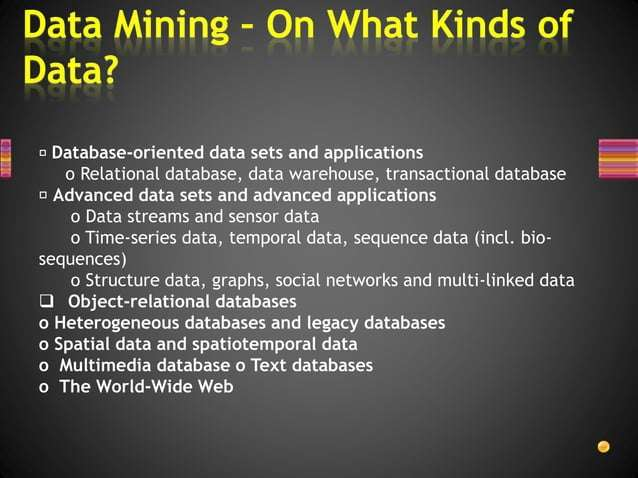 Data Mining – On What Kinds of
Data?
▫ Database-oriented data sets and applications
o Relational database, data warehouse, transactional database
▫ Advanced data sets and advanced applications
o Data streams and sensor data
o Time-series data, temporal data, sequence data (incl. bio-
sequences)
o Structure data, graphs, social networks and multi-linked data
❑ Object-relational databases
o Heterogeneous databases and legacy databases
o Spatial data and spatiotemporal data
o Multimedia database o Text databases
o The World-Wide Web